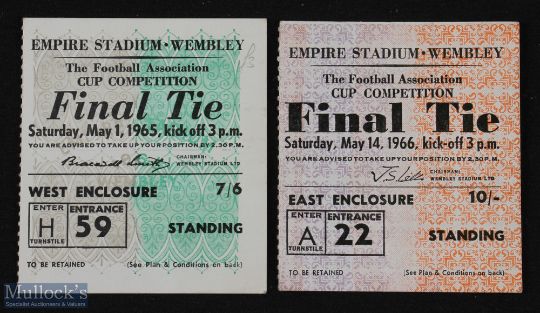 EMPIRE STADIUM • WEMBLEY
The Football Association
CUP COMPETITION
Final Tie
Saturday, May 1, 1965, kick off 3 p.m.
YOU ARE ADVISED TO TAKE UP YOUR POSITION BY 2.30 P.M.
CHAIRMAN:
WEMBLEY STADIUM LTD
WEST ENCLOSURE 7/6
ENTER H TURNSTILE
ENTRANCE 59
STANDING
TO BE RETAINED (See Plan & Conditions on back)
EMPIRE STADIUM • WEMBLEY
The Football Association
CUP COMPETITION
Final Tie
Saturday, May 14, 1966, kick-off 3 p.m.
YOU ARE ADVISED TO TAKE UP YOUR POSITION BY 2.30 P.M.
CHAIRMAN:
WEMBLEY STADIUM LTD
EAST ENCLOSURE 10/-
ENTER A TURNSTILE
ENTRANCE 22
STANDING
TO BE RETAINED (See Plan & Conditions on back)
Mullock's
Specialist Auctioneers & Valuers